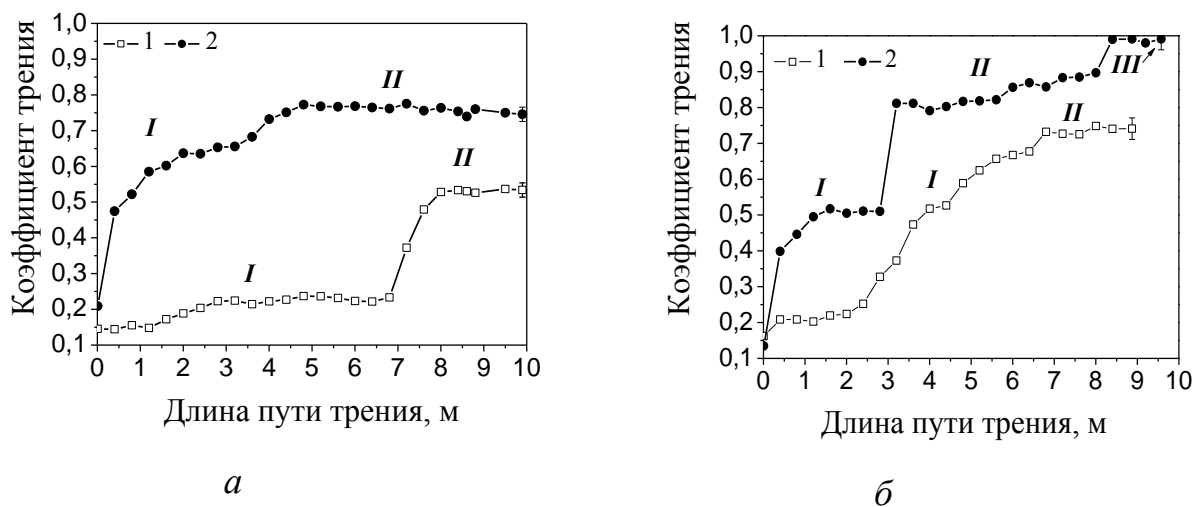 Коэффициент трения
1,0
0,9
0,8
0,7
0,6
0,5
0,4
0,3
0,2
0,1
1 2
I
II
II
I
0 1 2 3 4 5 6 7 8 9 10
Длина пути трения, м
а
Коэффициент трения
1,0
0,9
0,8
0,7
0,6
0,5
0,4
0,3
0,2
0,1
1 2
II
III
II
I
I
0 1 2 3 4 5 6 7 8 9 10
Длина пути трения, м
б